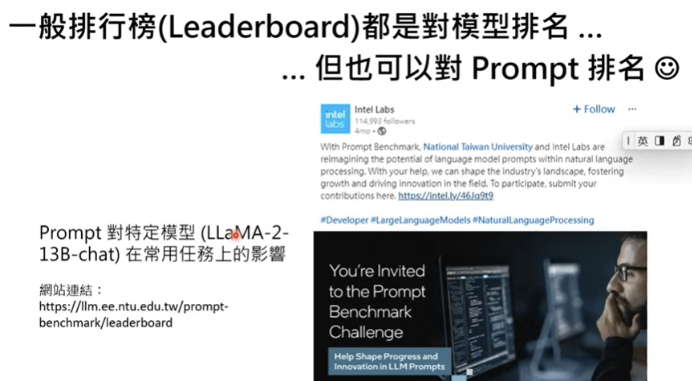 一般排行榜(Leaderboard)都是對模型排名 ...
... 但也可以對 Prompt 排名
intel labs
Intel Labs
114,993 followers
4mo •
+ Follow
...
With Prompt Benchmark, National Taiwan University and Intel Labs are
reimagining the potential of language model prompts within natural language
processing. With your help, we can shape the industry's landscape, fostering
growth and driving innovation in the field. To participate, submit your
contributions here. https://intel.ly/46Jq9t9
#Developer #LargeLanguageModels #NaturalLanguageProcessing
英
Prompt 對特定模型 (LLaMA-2-
13B-chat) 在常用任務上的影響
網站連結：
https://llm.ee.ntu.edu.tw/prompt-
benchmark/leaderboard
You're Invited
to the Prompt
Benchmark
Challenge
Help Shape Progress and
Innovation in LLM Prompts